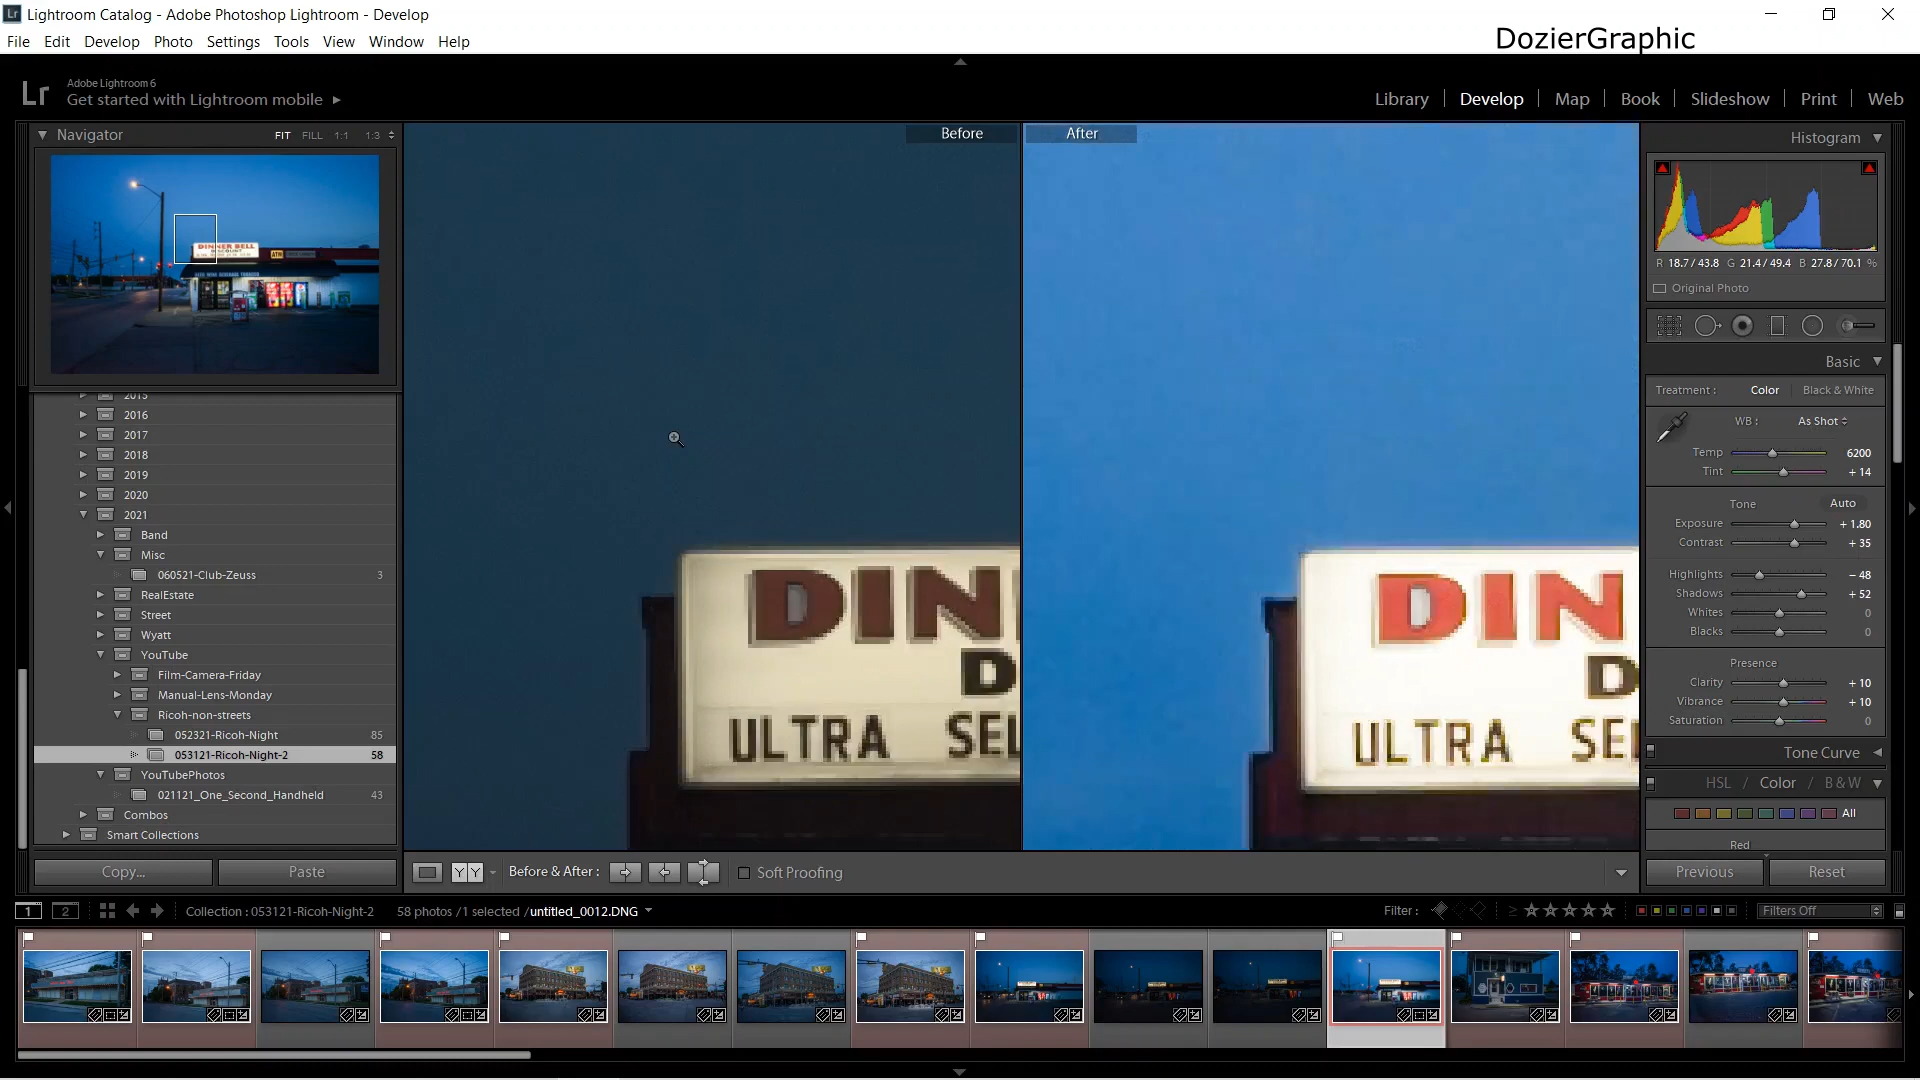 Lightroom Catalog - Adobe Photoshop Lightroom - Develop
File Edit Develop Photo Settings Tools View Window Help
DozierGraphic
Lr
Adobe Lightroom 6
Get started with Lightroom mobile
Library Develop Map Book Slideshow Print Web
Navigator FIT FILL 1:1 1:3
DINNER BELL
ATM
2015
2016
2017
2018
2019
2020
2021
Band
Misc
060521-Club-Zeuss 3
RealEstate
Street
Wyatt
YouTube
Film-Camera-Friday
Manual-Lens-Monday
Ricoh-non-streets
052321-Ricoh-Night 85
053121-Ricoh-Night-2 58
YouTubePhotos
021121_One_Second_Handheld 43
Combos
Smart Collections
Copy... Paste
Before
DIN
D
ULTRA SEL
After
DIN
D
ULTRA SE
Histogram
R 18.7 / 43.8 G 21.4 / 49.4 B 27.8 / 70.1 %
Original Photo
Basic
Treatment : Color Black & White
WB : As Shot
Temp 6200
Tint + 14
Tone Auto
Exposure + 1.80
Contrast + 35
Highlights − 48
Shadows + 52
Whites 0
Blacks 0
Presence
Clarity + 10
Vibrance + 10
Saturation 0
Tone Curve
HSL / Color / B & W
All
Red
Previous Reset
YY Before & After : Soft Proofing
1 2 Collection : 053121-Ricoh-Night-2 58 photos / 1 selected / untitled_0012.DNG Filter : ≥ Filters Off